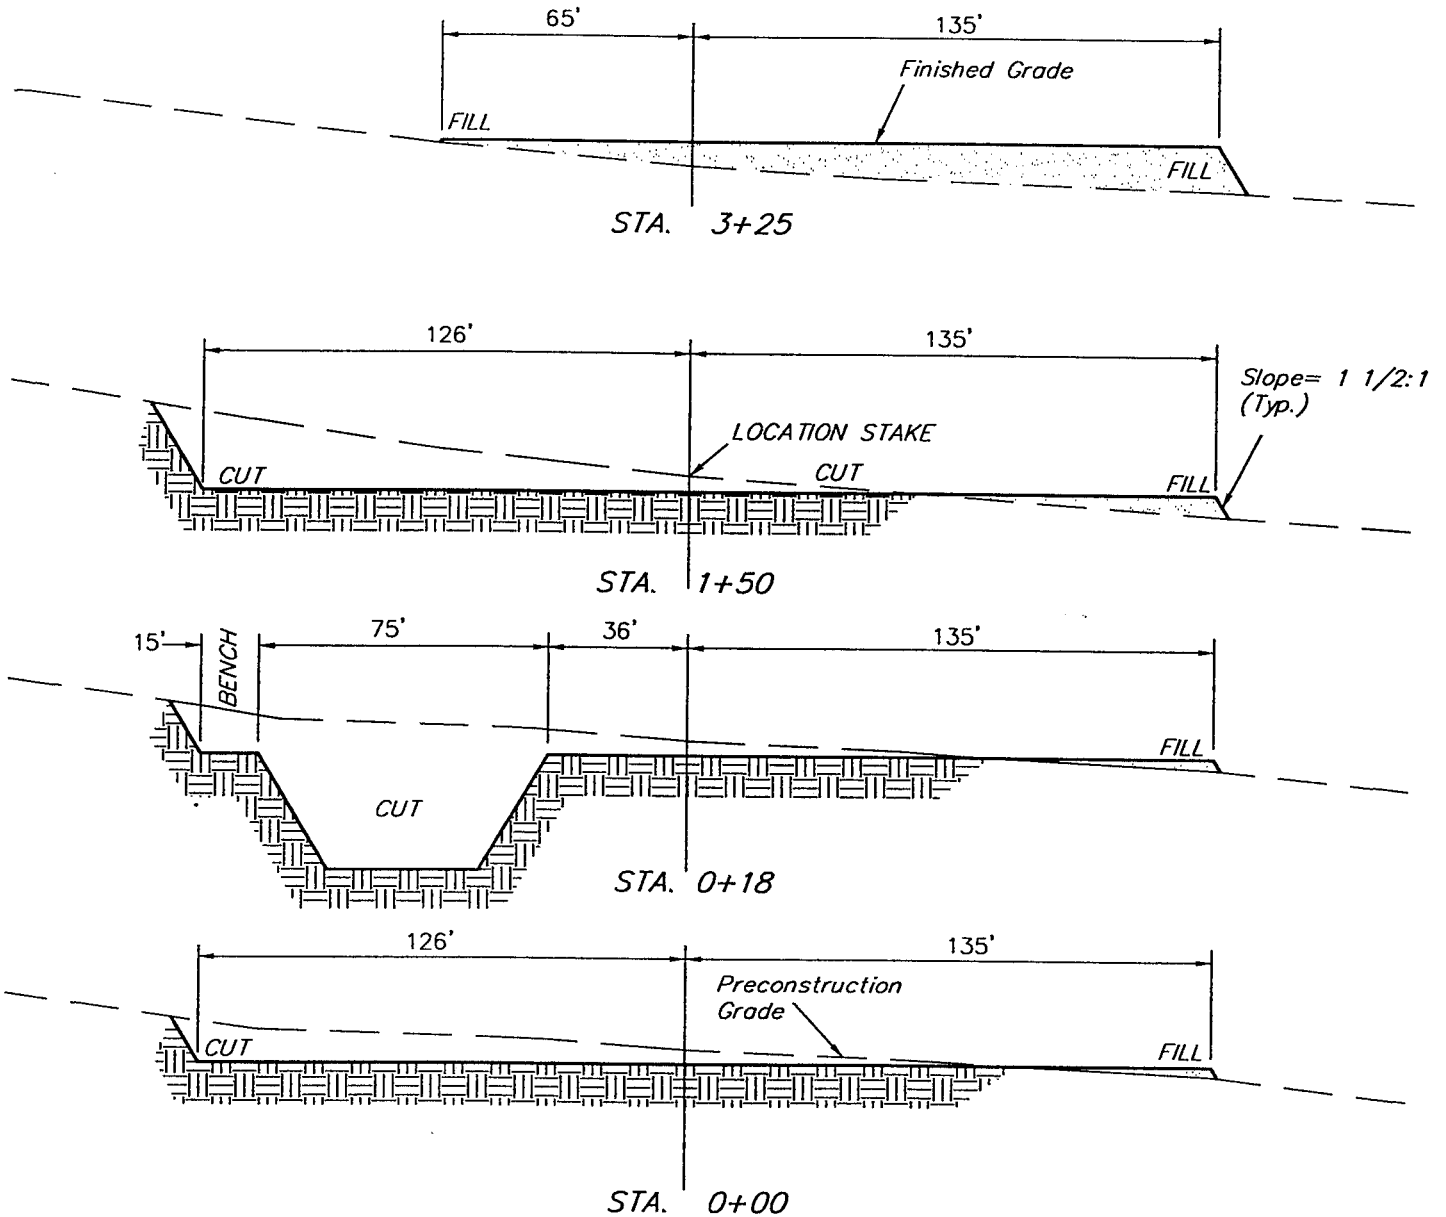 65'
135'
Finished Grade
FILL
FILL
STA. 3+25
126'
135'
Slope= 1 1/2:1
(Typ.)
LOCATION STAKE
CUT
CUT
FILL
STA. 1+50
15'
BENCH
75'
36'
135'
FILL
CUT
STA. 0+18
126'
135'
Preconstruction
Grade
CUT
FILL
STA. 0+00